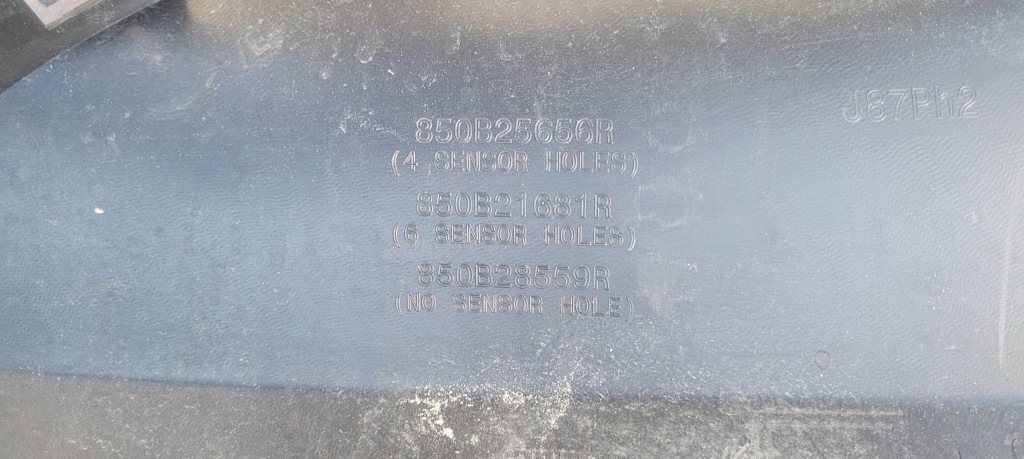 J87Ph2
850B25656R
(4 SENSOR HOLES)
850B21681R
(6 SENSOR HOLES)
850B28559R
(NO SENSOR HOLE)